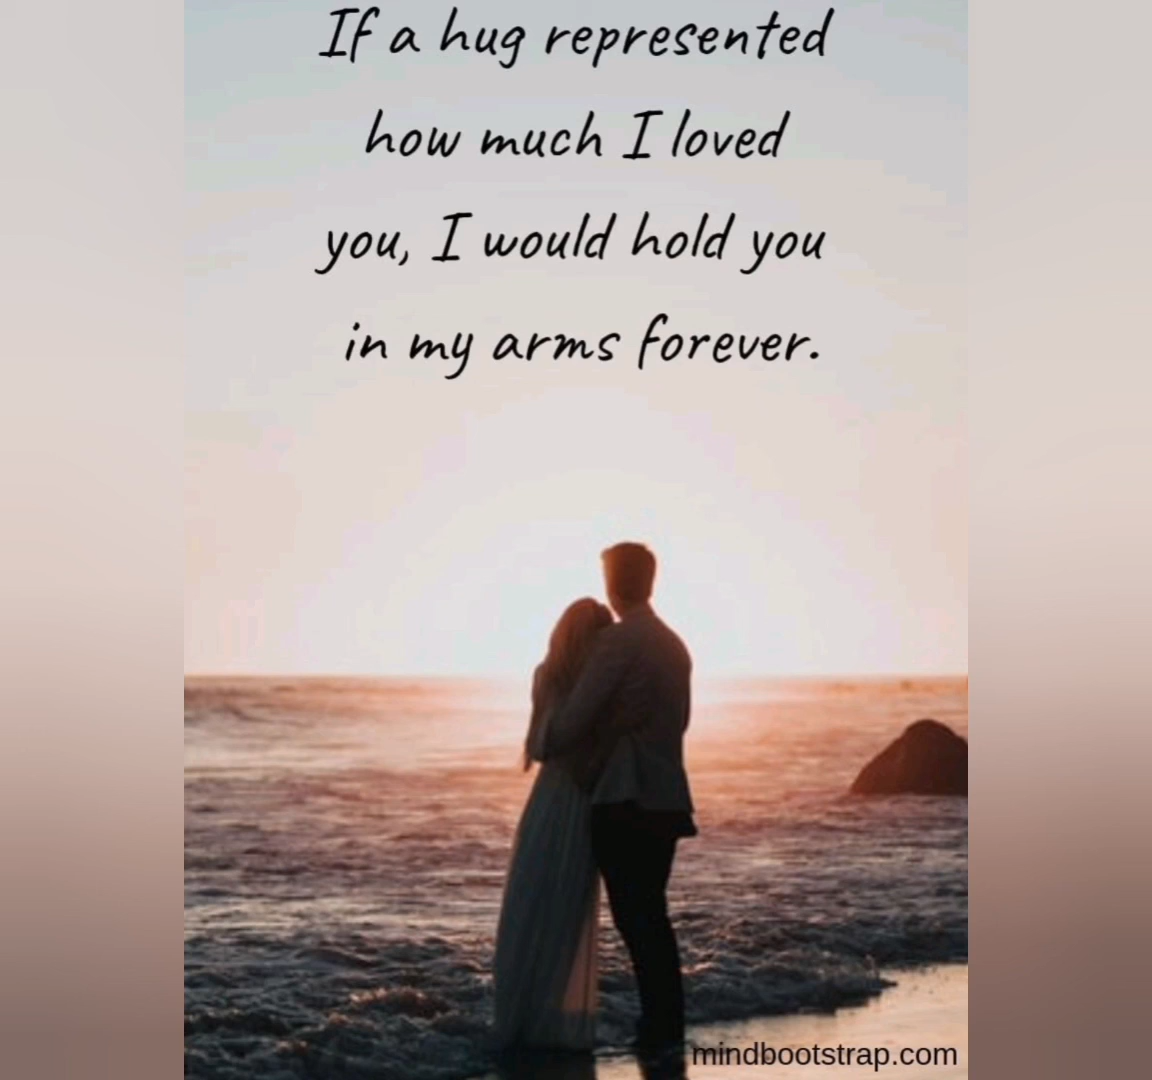 If a hug represented
how much I loved
you, I would hold you
in my arms forever.
mindbootstrap.com